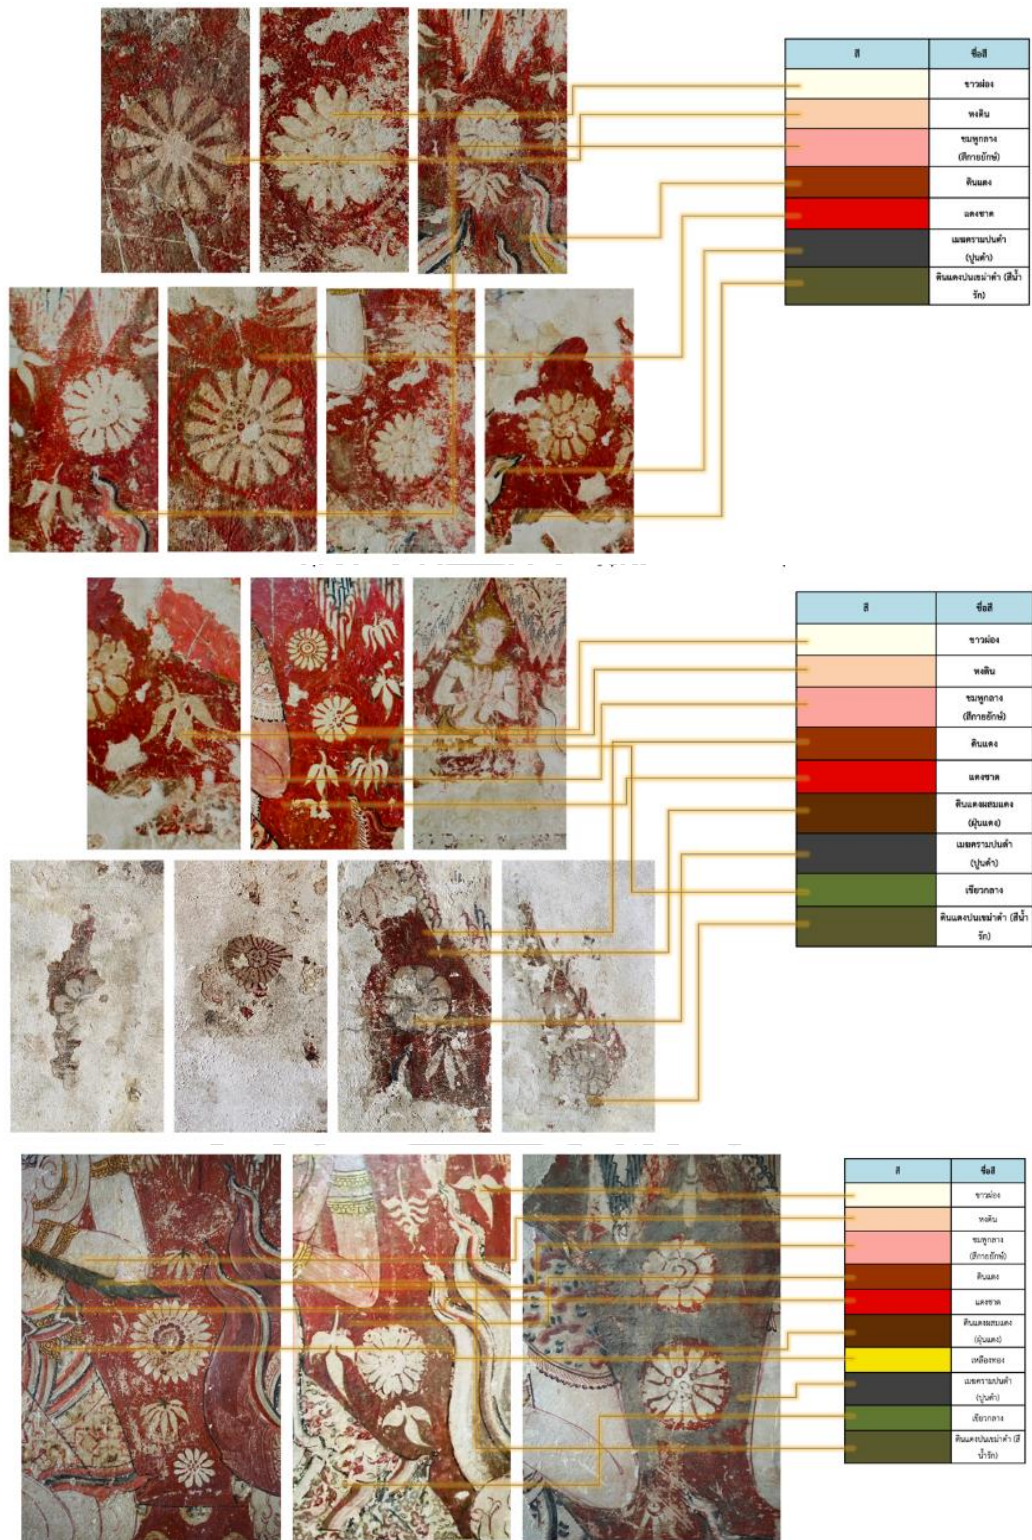 สี ชื่อสี
ขาวผ่อง
หงดิน
ชมพูกลาง
(สีกายยักษ์)
ดินแดง
แดงชาด
เมฆครามปนดำ
(ปูนดำ)
ดินแดงปนเขม่าดำ (สีน้ำ
รัก)
สี ชื่อสี
ขาวผ่อง
หงดิน
ชมพูกลาง
(สีกายยักษ์)
ดินแดง
แดงชาด
ดินแดงผสมแดง
(ฝุ่นแดง)
เมฆครามปนดำ
(ปูนดำ)
เขียวกลาง
ดินแดงปนเขม่าดำ (สีน้ำ
รัก)
สี ชื่อสี
ขาวผ่อง
หงดิน
ชมพูกลาง
(สีกายยักษ์)
ดินแดง
แดงชาด
ดินแดงผสมแดง
(ฝุ่นแดง)
เหลืองทอง
เมฆครามปนดำ
(ปูนดำ)
เขียวกลาง
ดินแดงปนเขม่าดำ (สี
น้ำรัก)